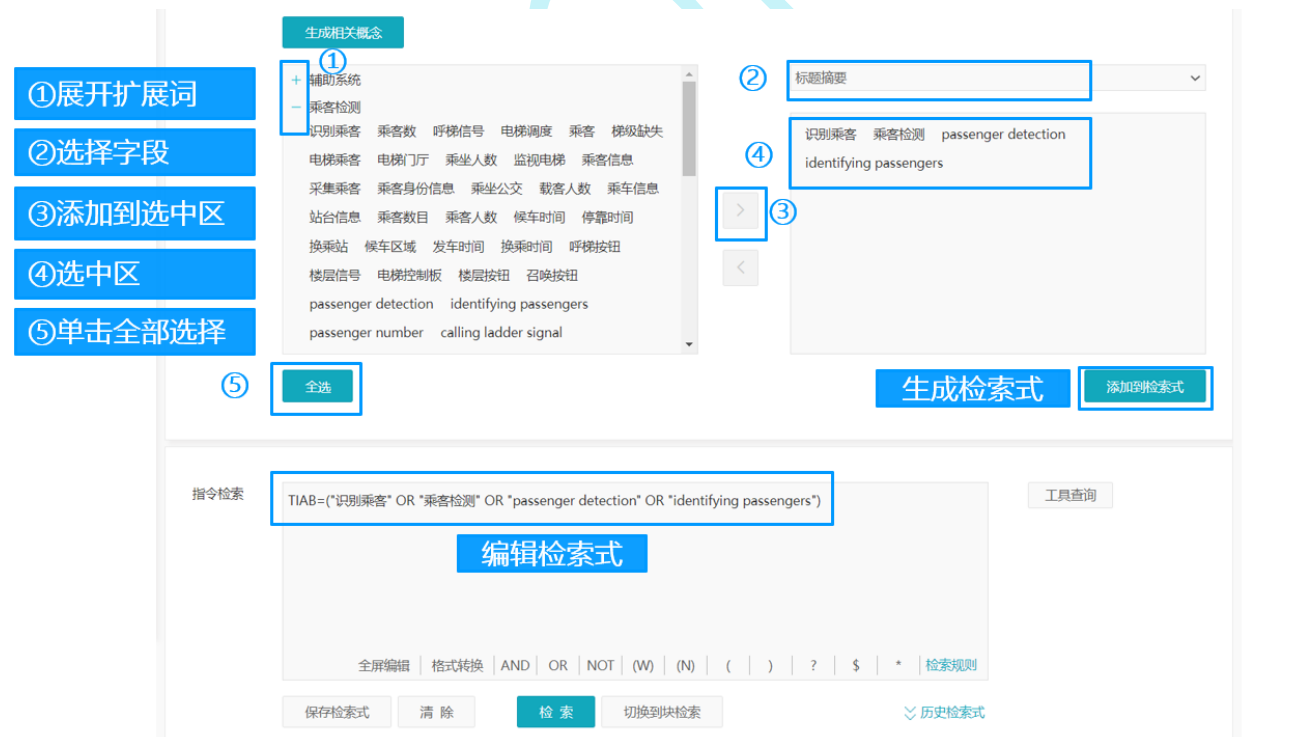 生成相关概念
①
①展开扩展词
②选择字段
③添加到选中区
④选中区
⑤单击全部选择
+ 辅助系统
− 乘客检测
识别乘客 乘客数 呼梯信号 电梯调度 乘客 梯级缺失
电梯乘客 电梯门厅 乘坐人数 监视电梯 乘客信息
采集乘客 乘客身份信息 乘坐公交 载客人数 乘车信息
站台信息 乘客数目 乘客人数 候车时间 停靠时间
换乘站 候车区域 发车时间 换乘时间 呼梯按钮
楼层信号 电梯控制板 楼层按钮 召唤按钮
passenger detection identifying passengers
passenger number calling ladder signal
②
标题摘要
④
识别乘客 乘客检测 passenger detection
identifying passengers
>
③
<
⑤
全选
生成检索式
添加到检索式
指令检索
TIAB=("识别乘客" OR "乘客检测" OR "passenger detection" OR "identifying passengers")
工具查询
编辑检索式
全屏编辑 格式转换 AND OR NOT (W) (N) ( ) ? $ * 检索规则
保存检索式 清 除 检 索 切换到块检索 历史检索式